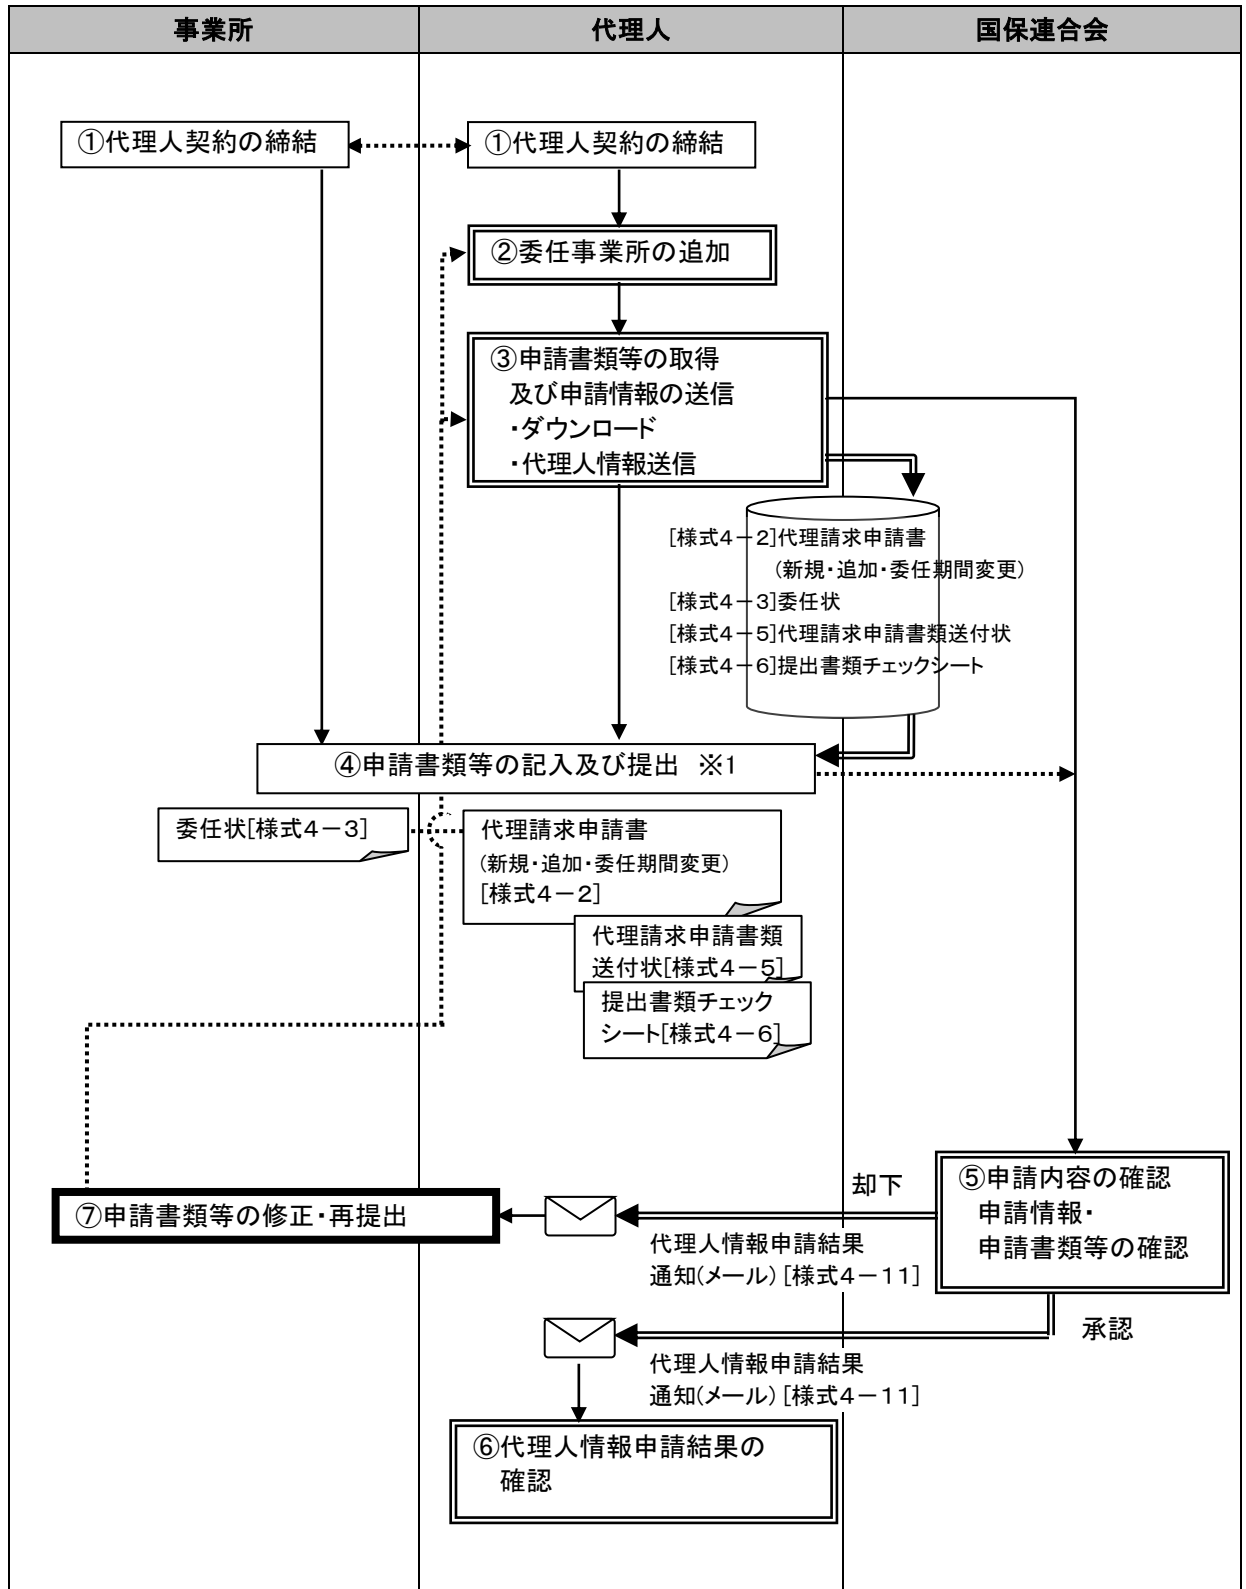 事業所
代理人
国保連合会
①代理人契約の締結
①代理人契約の締結
②委任事業所の追加
③申請書類等の取得
及び申請情報の送信
・ダウンロード
・代理人情報送信
[様式4-2]代理請求申請書
(新規・追加・委任期間変更)
[様式4-3]委任状
[様式4-5]代理請求申請書類送付状
[様式4-6]提出書類チェックシート
④申請書類等の記入及び提出 ※1
委任状[様式4-3]
代理請求申請書
(新規・追加・委任期間変更)
[様式4-2]
代理請求申請書類
送付状[様式4-5]
提出書類チェック
シート[様式4-6]
⑤申請内容の確認
申請情報・
申請書類等の確認
却下
⑦申請書類等の修正・再提出
代理人情報申請結果
通知(メール) [様式4-11]
承認
代理人情報申請結果
通知(メール) [様式4-11]
⑥代理人情報申請結果の
確認